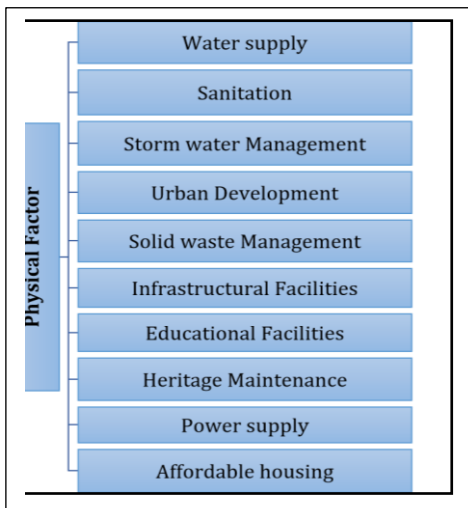 Physical Factor
Water supply
Sanitation
Storm water Management
Urban Development
Solid waste Management
Infrastructural Facilities
Educational Facilities
Heritage Maintenance
Power supply
Affordable housing